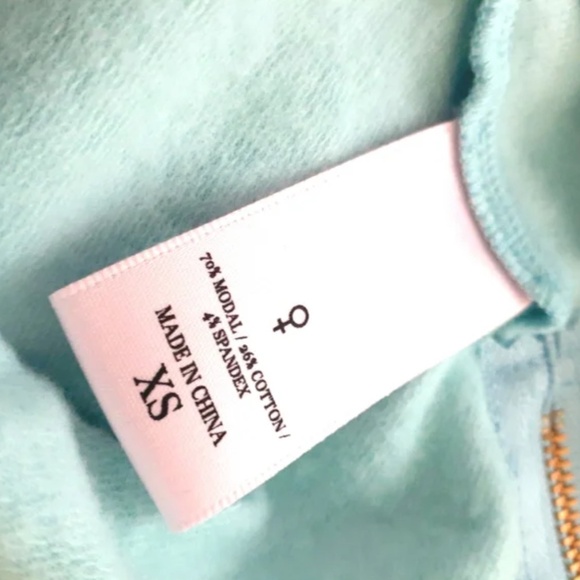 70% MODAL / 26% COTTON /
4% SPANDEX
MADE IN CHINA
XS